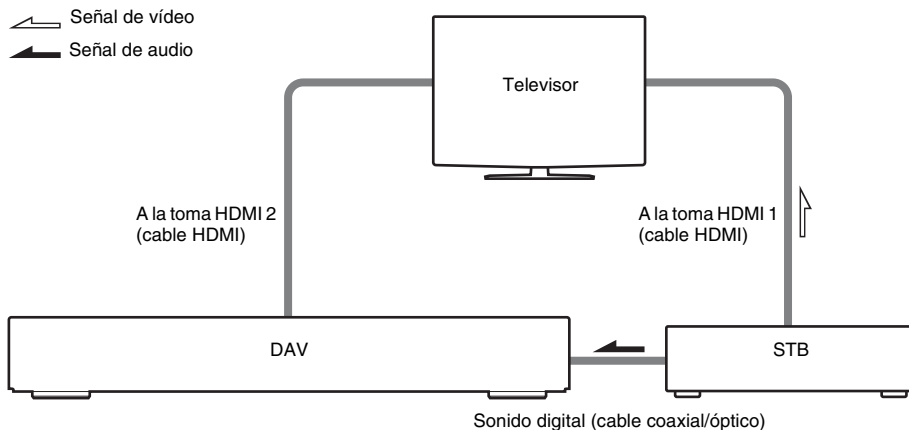 Señal de vídeo
Señal de audio
Televisor
A la toma HDMI 2
(cable HDMI)
A la toma HDMI 1
(cable HDMI)
DAV
STB
Sonido digital (cable coaxial/óptico)